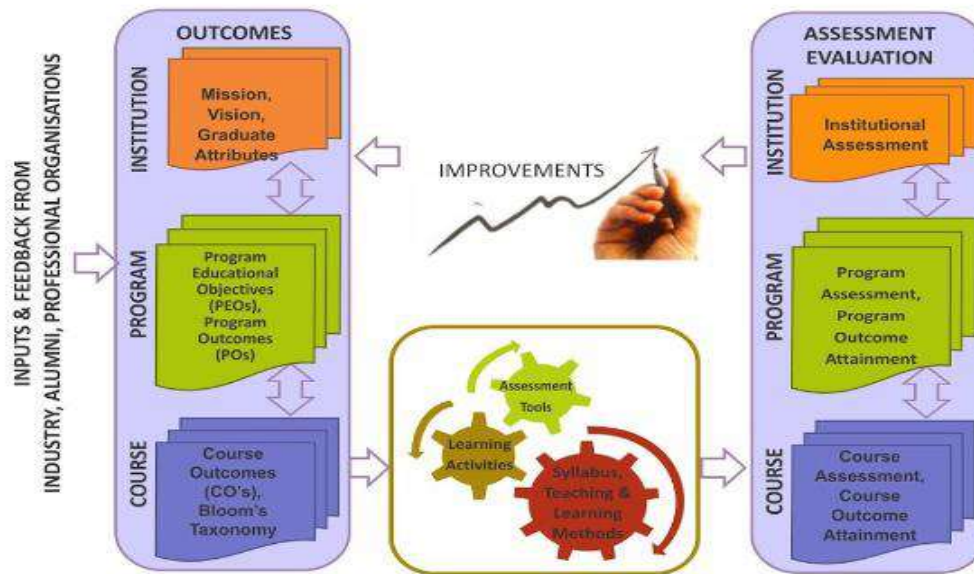 INPUTS & FEEDBACK FROM
INDUSTRY, ALUMNI, PROFESSIONAL ORGANISATIONS
OUTCOMES
INSTITUTION
Mission,
Vision,
Graduate
Attributes
PROGRAM
Program
Educational
Objectives
(PEOs),
Program
Outcomes
(POs)
COURSE
Course
Outcomes
(CO's),
Bloom's
Taxonomy
IMPROVEMENTS
Assessment
Tools
Learning
Activities
Syllabus,
Teaching &
Learning
Methods
ASSESSMENT
EVALUATION
INSTITUTION
Institutional
Assessment
PROGRAM
Program
Assessment,
Program
Outcome
Attainment
COURSE
Course
Assessment,
Course
Outcome
Attainment